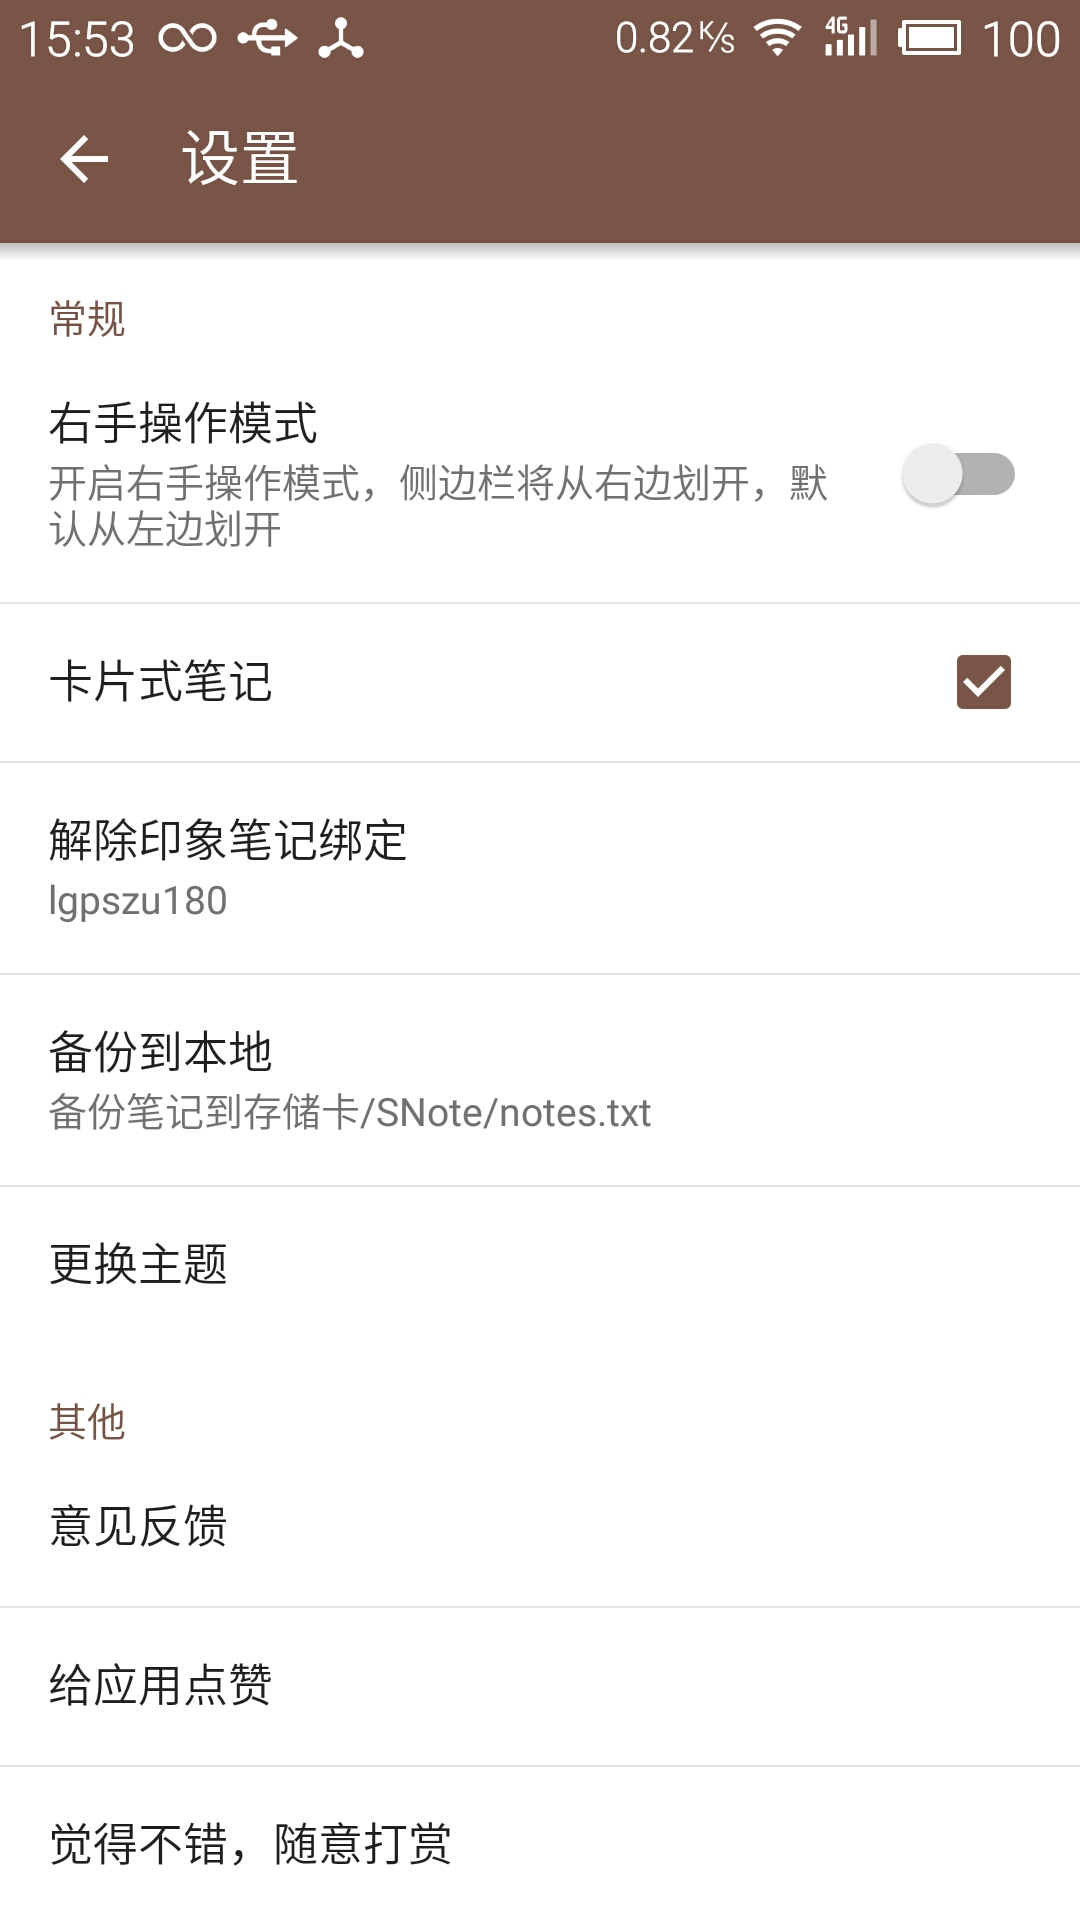 15:53 0.82K/s 4G 100
设置
常规
右手操作模式
开启右手操作模式，侧边栏将从右边划开，默
认从左边划开
卡片式笔记
解除印象笔记绑定
lgpszu180
备份到本地
备份笔记到存储卡/SNote/notes.txt
更换主题
其他
意见反馈
给应用点赞
觉得不错，随意打赏